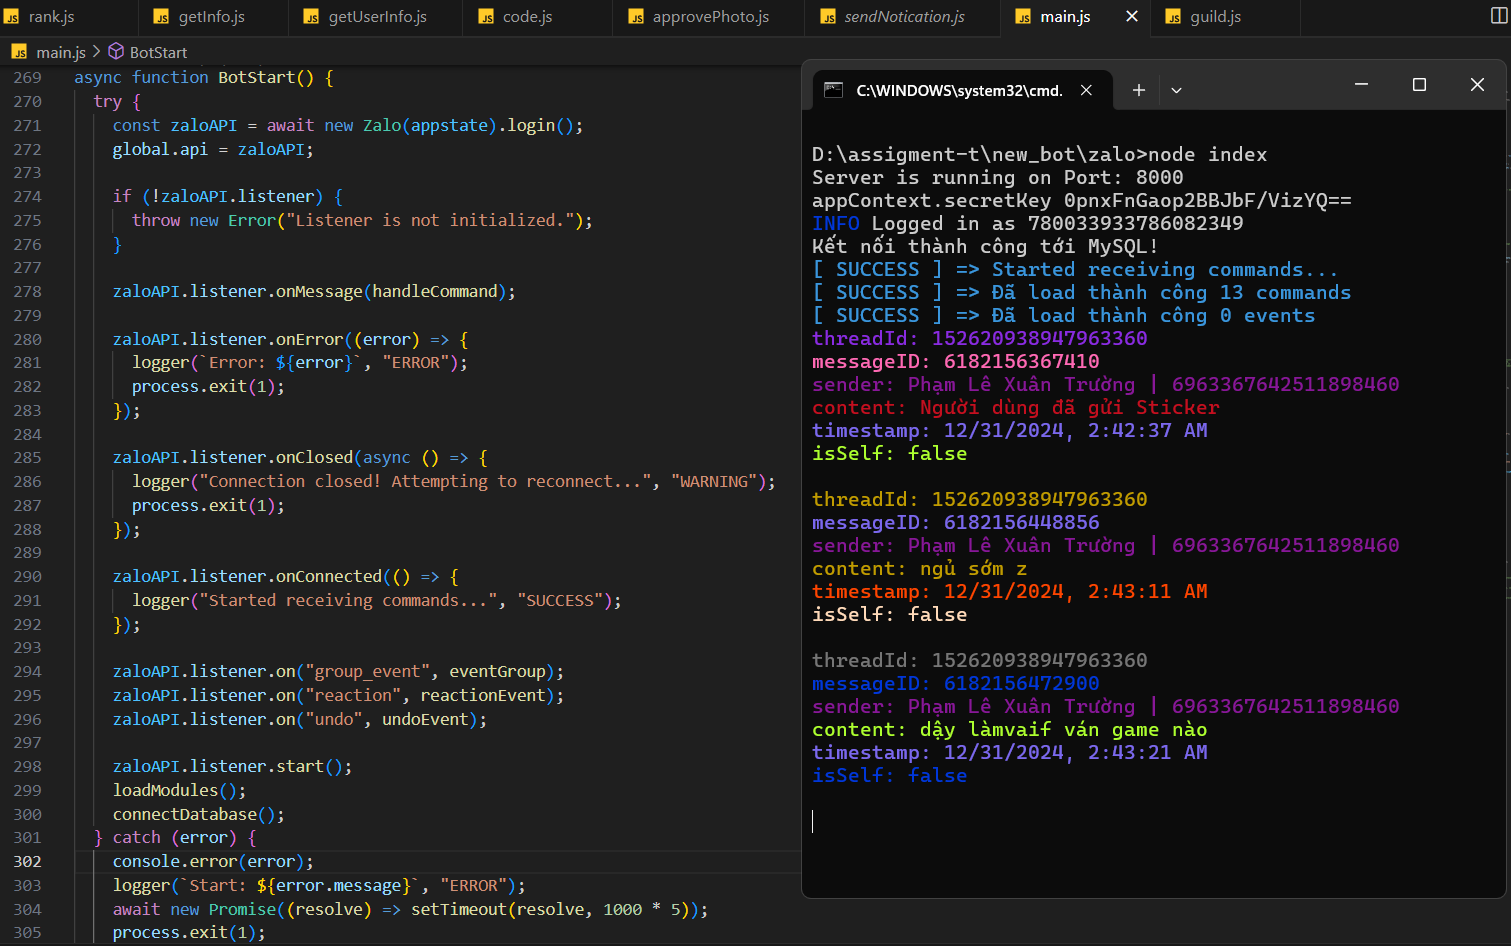 rank.js
getInfo.js
getUserInfo.js
code.js
approvePhoto.js
sendNotication.js
main.js
guild.js
main.js > BotStart
269 async function BotStart() {
270 try {
271 const zaloAPI = await new Zalo(appstate).login();
272 global.api = zaloAPI;
273
274 if (!zaloAPI.listener) {
275 throw new Error("Listener is not initialized.");
276 }
277
278 zaloAPI.listener.onMessage(handleCommand);
279
280 zaloAPI.listener.onError((error) => {
281 logger(`Error: ${error}`, "ERROR");
282 process.exit(1);
283 });
284
285 zaloAPI.listener.onClosed(async () => {
286 logger("Connection closed! Attempting to reconnect...", "WARNING");
287 process.exit(1);
288 });
289
290 zaloAPI.listener.onConnected(() => {
291 logger("Started receiving commands...", "SUCCESS");
292 });
293
294 zaloAPI.listener.on("group_event", eventGroup);
295 zaloAPI.listener.on("reaction", reactionEvent);
296 zaloAPI.listener.on("undo", undoEvent);
297
298 zaloAPI.listener.start();
299 loadModules();
300 connectDatabase();
301 } catch (error) {
302 console.error(error);
303 logger(`Start: ${error.message}`, "ERROR");
304 await new Promise((resolve) => setTimeout(resolve, 1000 * 5));
305 process.exit(1);
C:\WINDOWS\system32\cmd.
D:\assigment-t\new_bot\zalo>node index
Server is running on Port: 8000
appContext.secretKey 0pnxFnGaop2BBJbF/VizYQ==
INFO Logged in as 780033933786082349
Kết nối thành công tới MySQL!
[ SUCCESS ] => Started receiving commands...
[ SUCCESS ] => Đã load thành công 13 commands
[ SUCCESS ] => Đã load thành công 0 events
threadId: 152620938947963360
messageID: 6182156367410
sender: Phạm Lê Xuân Trường | 6963367642511898460
content: Người dùng đã gửi Sticker
timestamp: 12/31/2024, 2:42:37 AM
isSelf: false
threadId: 152620938947963360
messageID: 6182156448856
sender: Phạm Lê Xuân Trường | 6963367642511898460
content: ngủ sớm z
timestamp: 12/31/2024, 2:43:11 AM
isSelf: false
threadId: 152620938947963360
messageID: 6182156472900
sender: Phạm Lê Xuân Trường | 6963367642511898460
content: dậy làmvaif ván game nào
timestamp: 12/31/2024, 2:43:21 AM
isSelf: false